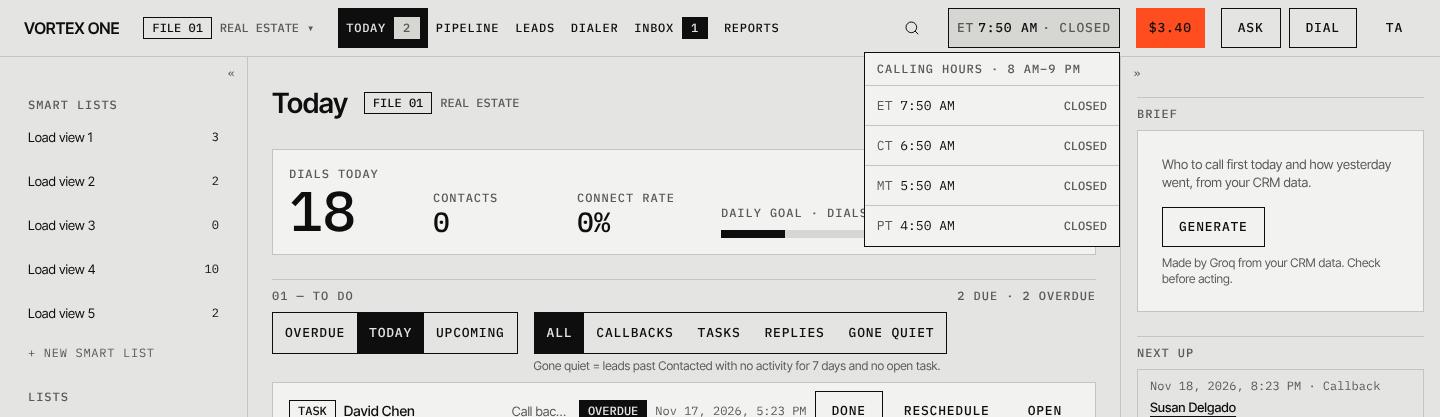 VORTEX ONE FILE 01 REAL ESTATE ▾ TODAY 2 PIPELINE LEADS DIALER INBOX 1 REPORTS ET 7:50 AM · CLOSED $3.40 ASK DIAL TA
«
SMART LISTS
Load view 1 3
Load view 2 2
Load view 3 0
Load view 4 10
Load view 5 2
+ NEW SMART LIST
LISTS
Today FILE 01 REAL ESTATE
DIALS TODAY
18
CONTACTS
0
CONNECT RATE
0%
DAILY GOAL · DIALS
CALLING HOURS · 8 AM–9 PM
ET 7:50 AM CLOSED
CT 6:50 AM CLOSED
MT 5:50 AM CLOSED
PT 4:50 AM CLOSED
01 — TO DO 2 DUE · 2 OVERDUE
OVERDUE TODAY UPCOMING ALL CALLBACKS TASKS REPLIES GONE QUIET
Gone quiet = leads past Contacted with no activity for 7 days and no open task.
TASK David Chen Call bac… OVERDUE Nov 17, 2026, 5:23 PM DONE RESCHEDULE OPEN
»
BRIEF
Who to call first today and how yesterday
went, from your CRM data.
GENERATE
Made by Groq from your CRM data. Check
before acting.
NEXT UP
Nov 18, 2026, 8:23 PM · Callback
Susan Delgado